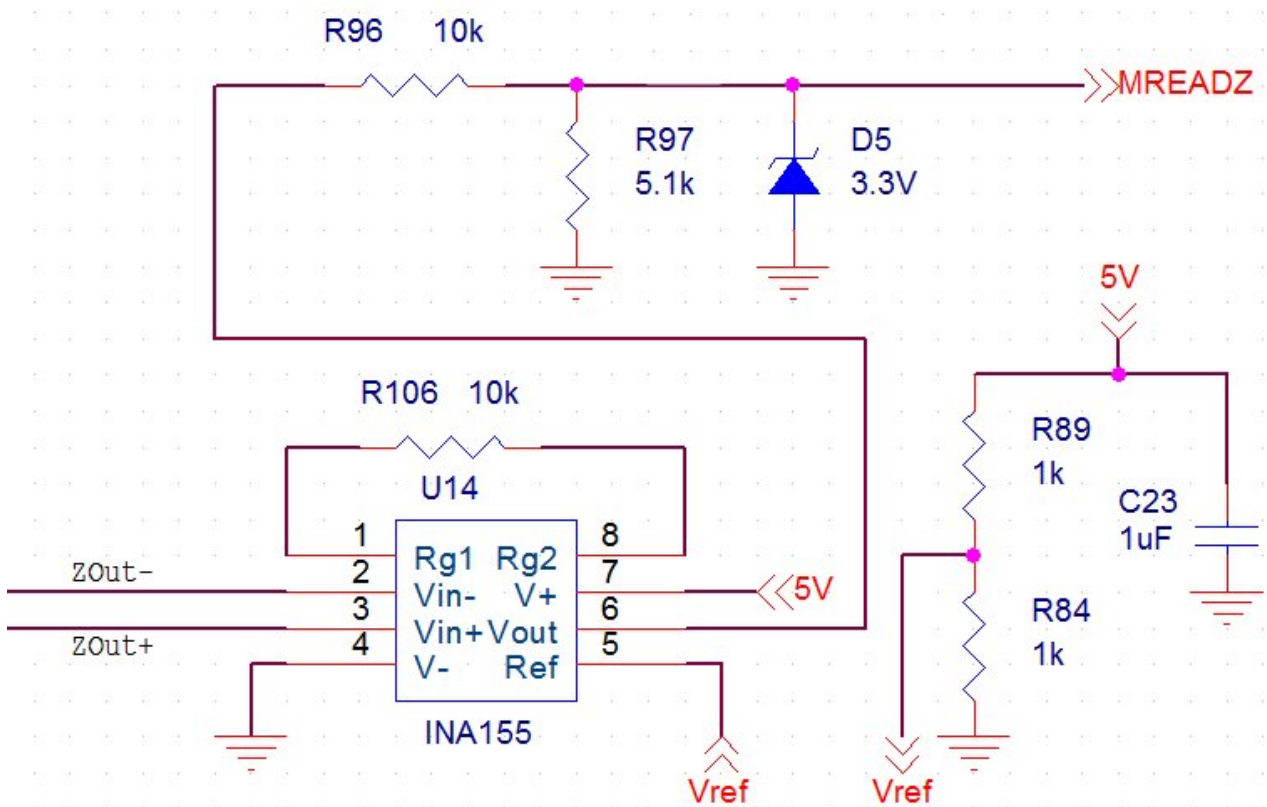 R96 10k
MREADZ
R97
5.1k
D5
3.3V
5V
R106 10k
U14
R89
1k
C23
1uF
1 8
Rg1 Rg2
ZOut-
2 7
Vin- V+
5V
3 6
Vin+ Vout
ZOut+
4 5
V- Ref
R84
1k
INA155
Vref
Vref